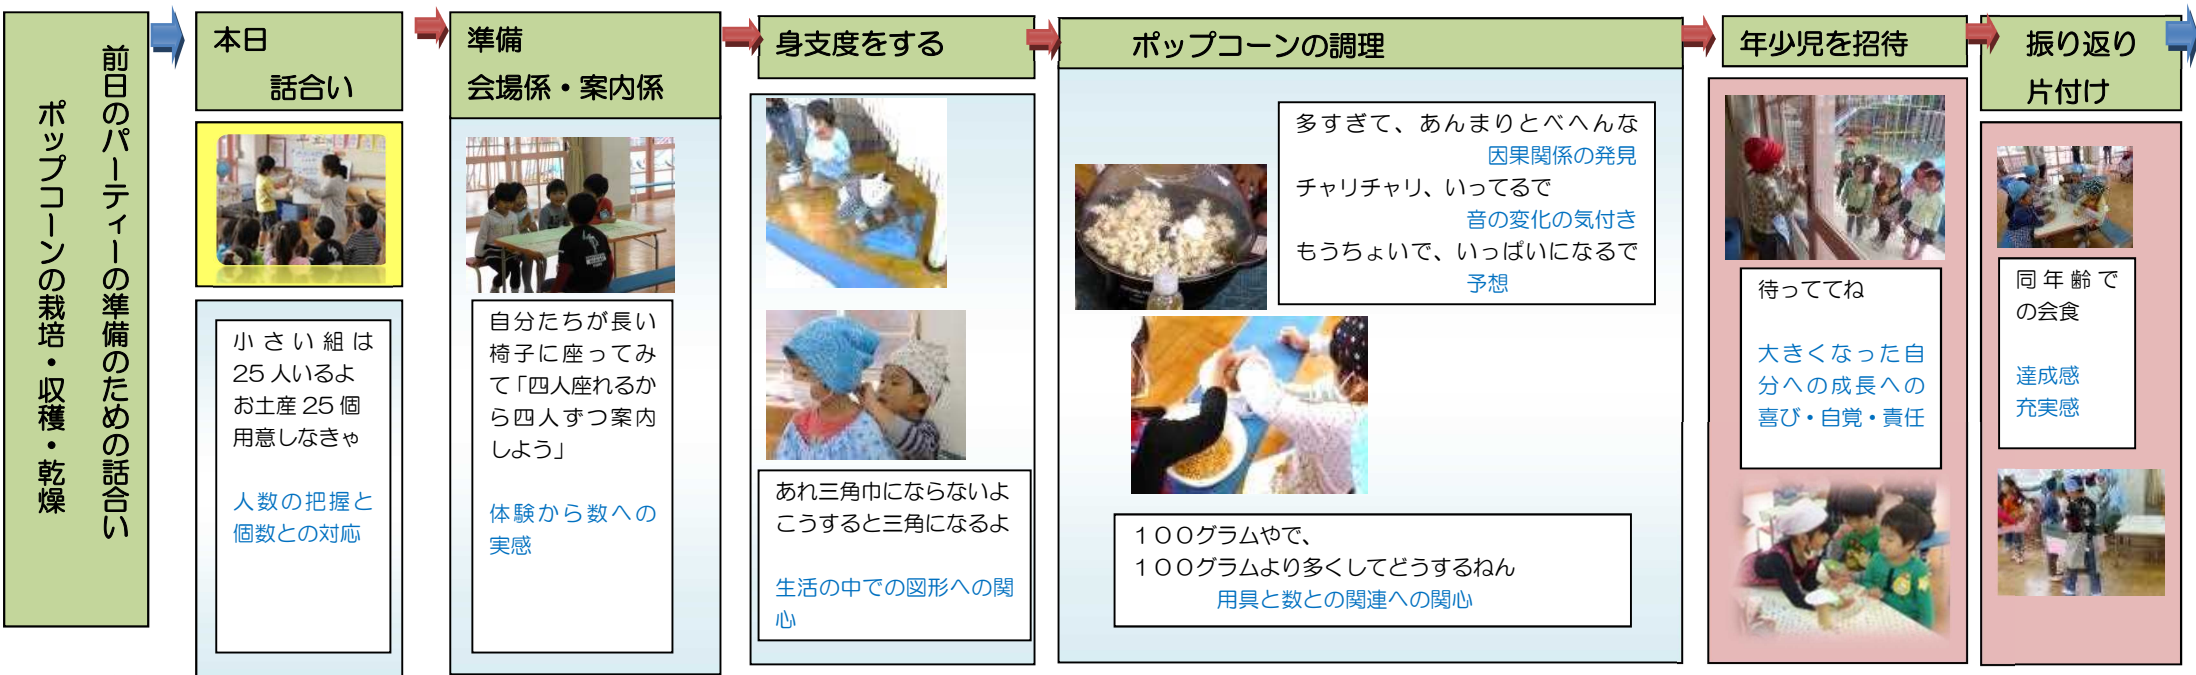 前日のパーティーの準備のための話合い
ポップコーンの栽培・収穫・乾燥
本日
話合い
小さい組は
25人いるよ
お土産25個
用意しなきゃ
人数の把握と
個数との対応
準備
会場係・案内係
自分たちが長い
椅子に座ってみ
て「四人座れるか
ら四人ずつ案内
しよう」
体験から数への
実感
身支度をする
あれ三角巾にならないよ
こうすると三角になるよ
生活の中での図形への関
心
ポップコーンの調理
多すぎて、あんまりとべへんな
因果関係の発見
チャリチャリ、いってるで
音の変化の気付き
もうちょいで、いっぱいになるで
予想
１００グラムやで、
１００グラムより多くしてどうするねん
用具と数との関連への関心
年少児を招待
待っててね
大きくなった自
分への成長への
喜び・自覚・責任
振り返り
片付け
同年齢で
の会食
達成感
充実感